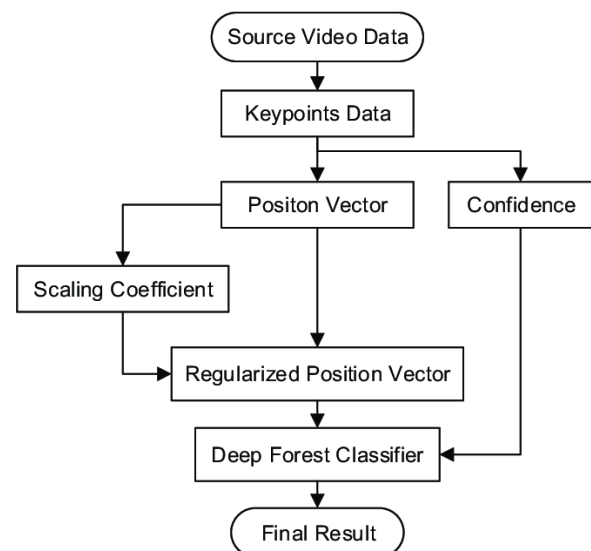 Source Video Data
Keypoints Data
Positon Vector
Confidence
Scaling Coefficient
Regularized Position Vector
Deep Forest Classifier
Final Result